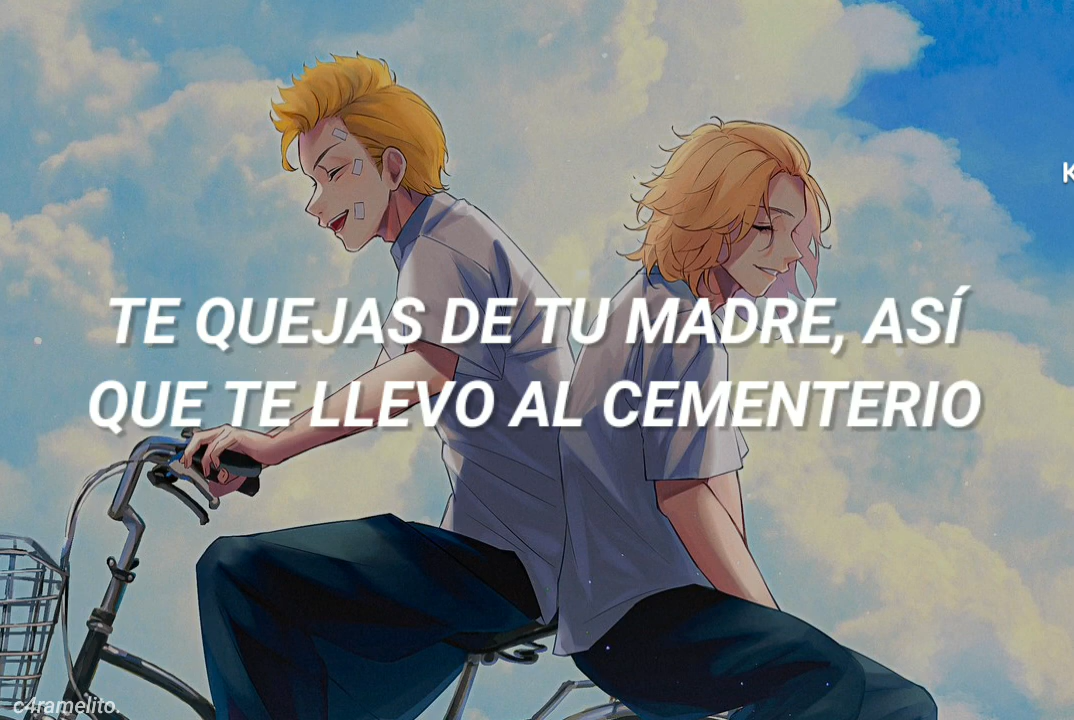 K
TE QUEJAS DE TU MADRE, ASÍ
QUE TE LLEVO AL CEMENTERIO
c4ramelito.